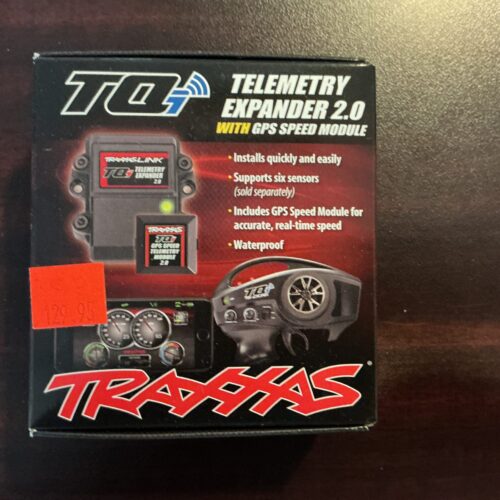 TQi
TELEMETRY
EXPANDER 2.0
WITH GPS SPEED MODULE
• Installs quickly and easily
• Supports six sensors
(sold separately)
• Includes GPS Speed Module for
accurate, real-time speed
• Waterproof
TRAXXAS LINK
TQi TELEMETRY
EXPANDER
2.0
TRAXXAS
TQi
GPS SPEED
TELEMETRY
MODULE
2.0
129.95
TQi
TRAXXAS